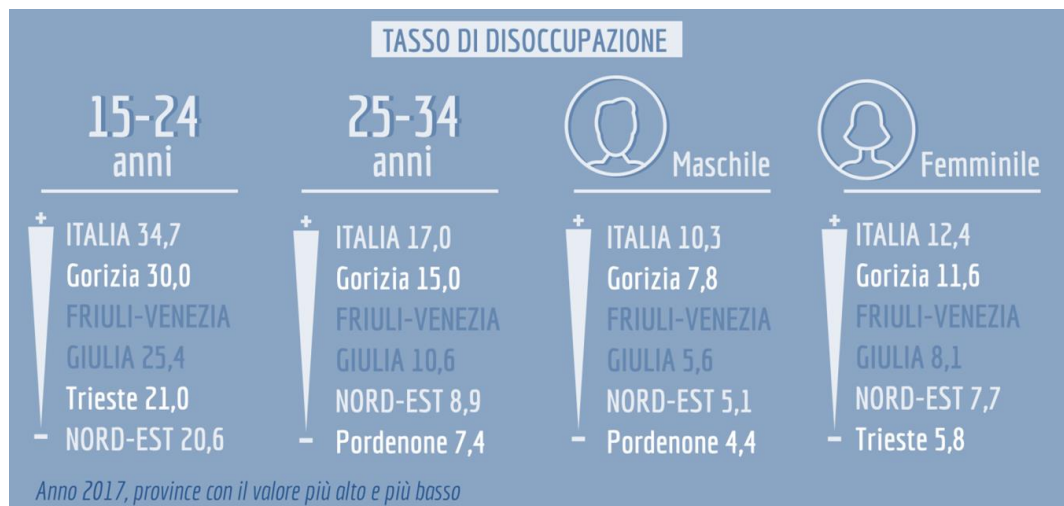 TASSO DI DISOCCUPAZIONE
15-24
anni
+
ITALIA 34,7
Gorizia 30,0
FRIULI-VENEZIA
GIULIA 25,4
Trieste 21,0
- NORD-EST 20,6
25-34
anni
+
ITALIA 17,0
Gorizia 15,0
FRIULI-VENEZIA
GIULIA 10,6
NORD-EST 8,9
- Pordenone 7,4
Maschile
+
ITALIA 10,3
Gorizia 7,8
FRIULI-VENEZIA
GIULIA 5,6
NORD-EST 5,1
- Pordenone 4,4
Femminile
+
ITALIA 12,4
Gorizia 11,6
FRIULI-VENEZIA
GIULIA 8,1
NORD-EST 7,7
- Trieste 5,8
Anno 2017, province con il valore più alto e più basso